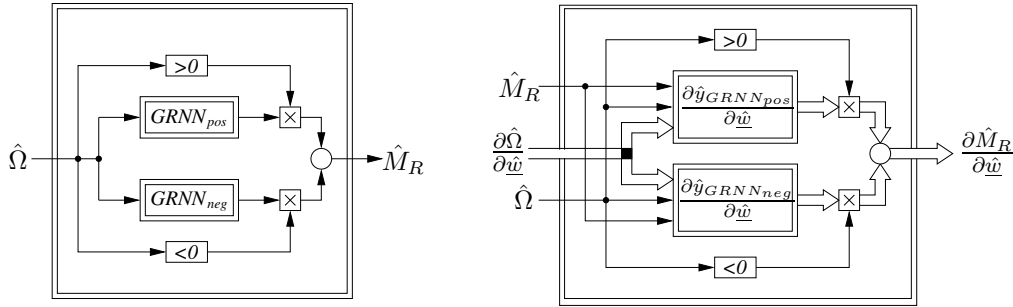 >0
GRNN_pos
×
Ω̂
M̂_R
GRNN_neg
×
<0
>0
M̂_R
∂ŷ_GRNN_pos
∂ŵ
×
∂Ω̂
∂ŵ
∂M̂_R
∂ŵ
Ω̂
∂ŷ_GRNN_neg
∂ŵ
×
<0